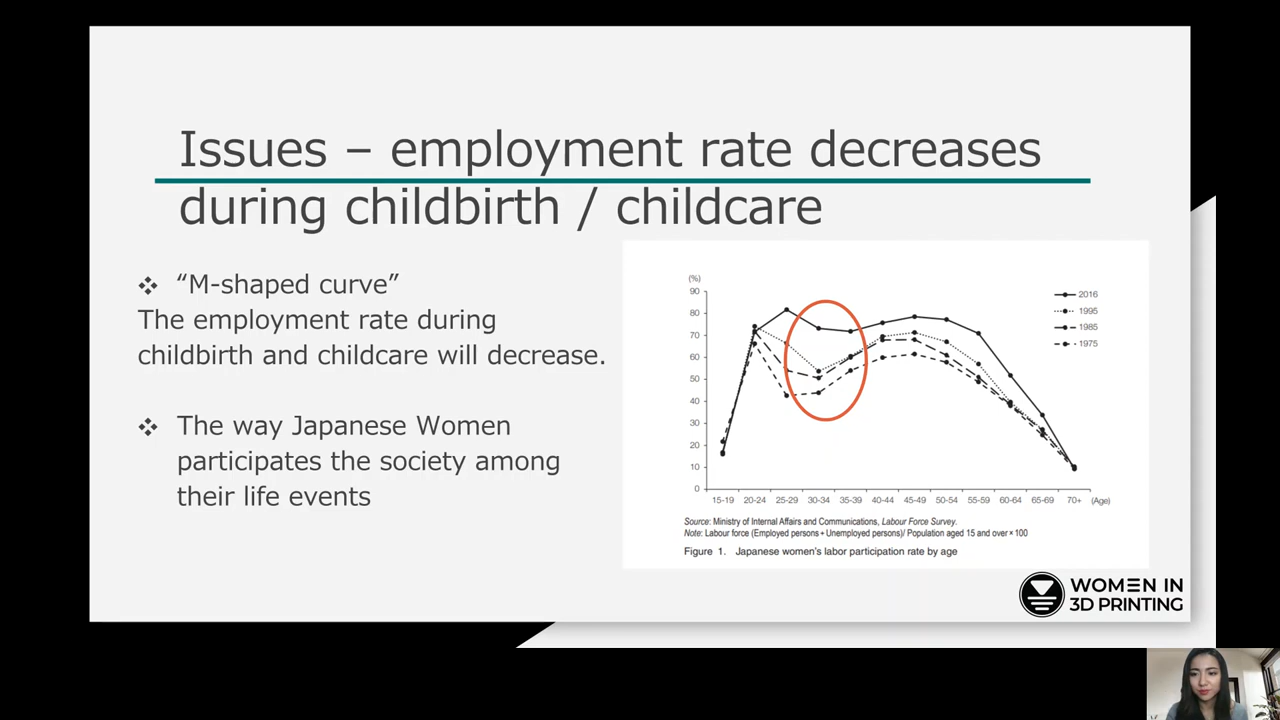 Issues – employment rate decreases
during childbirth / childcare
❖ “M-shaped curve”
The employment rate during
childbirth and childcare will decrease.
❖ The way Japanese Women
participates the society among
their life events
(%)
90
80
70
60
50
40
30
20
10
0
15-19 20-24 25-29 30-34 35-39 40-44 45-49 50-54 55-59 60-64 65-69 70+ (Age)
2016
1995
1985
1975
Source: Ministry of Internal Affairs and Communications, Labour Force Survey.
Note: Labour force (Employed persons + Unemployed persons)/ Population aged 15 and over × 100
Figure 1. Japanese women's labor participation rate by age
WOMEN IN
3D PRINTING